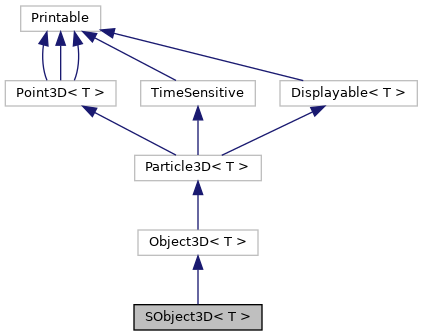 Printable
Point3D< T >
TimeSensitive
Displayable< T >
Particle3D< T >
Object3D< T >
SObject3D< T >